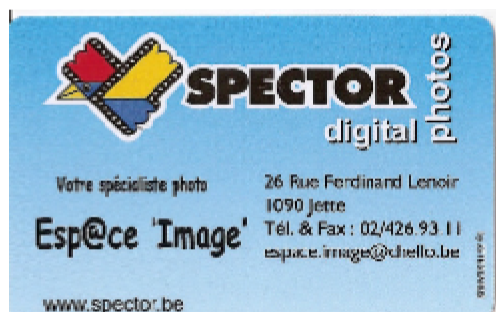 SPECTOR
digital photos
Votre spécialiste photo
Esp@ce 'Image'
26 Rue Ferdinand Lenoir
1090 Jette
Tél. & Fax : 02/426.93.11
espace.image@chello.be
www.spector.be